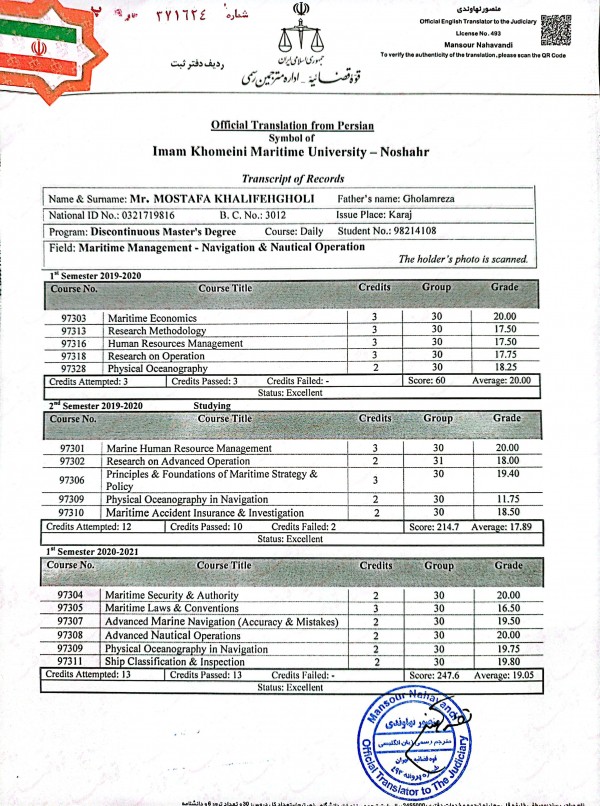 شماره ۳۷۱۶۲۴
ردیف دفتر ثبت
جمهوری اسلامی ایران
قوه قضائیه - اداره مترجمین رسمی
منصور نهاوندی
Official English Translator to the Judiciary
License No. 493
Mansour Nahavandi
To verify the authenticity of the translation, please scan the QR Code
Official Translation from Persian
Symbol of
Imam Khomeini Maritime University – Noshahr
Transcript of Records
Name & Surname: Mr. MOSTAFA KHALIFEHGHOLI Father's name: Gholamreza
National ID No.: 0321719816 B. C. No.: 3012 Issue Place: Karaj
Program: Discontinuous Master's Degree Course: Daily Student No.: 98214108
Field: Maritime Management - Navigation & Nautical Operation
The holder's photo is scanned.
1st Semester 2019-2020
Course No. Course Title Credits Group Grade
97303 Maritime Economics 3 30 20.00
97313 Research Methodology 3 30 17.50
97316 Human Resources Management 3 30 17.50
97318 Research on Operation 3 30 17.75
97328 Physical Oceanography 2 30 18.25
Credits Attempted: 3 Credits Passed: 3 Credits Failed: - Score: 60 Average: 20.00
Status: Excellent
2nd Semester 2019-2020 Studying
Course No. Course Title Credits Group Grade
97301 Marine Human Resource Management 3 30 20.00
97302 Research on Advanced Operation 2 31 18.00
97306 Principles & Foundations of Maritime Strategy & Policy 3 30 19.40
97309 Physical Oceanography in Navigation 2 30 11.75
97310 Maritime Accident Insurance & Investigation 2 30 18.50
Credits Attempted: 12 Credits Passed: 10 Credits Failed: 2 Score: 214.7 Average: 17.89
Status: Excellent
1st Semester 2020-2021
Course No. Course Title Credits Group Grade
97304 Maritime Security & Authority 2 30 20.00
97305 Maritime Laws & Conventions 3 30 16.50
97307 Advanced Marine Navigation (Accuracy & Mistakes) 2 30 19.50
97308 Advanced Nautical Operations 2 30 20.00
97309 Physical Oceanography in Navigation 2 30 19.75
97311 Ship Classification & Inspection 2 30 19.80
Credits Attempted: 13 Credits Passed: 13 Credits Failed: - Score: 247.6 Average: 19.05
Status: Excellent
Mansour Nahavandi
منصور نهاوندی
مترجم رسمی زبان انگلیسی
قوه قضائیه ایران
شماره پروانه ۴۹۳
Official Translator to The Judiciary